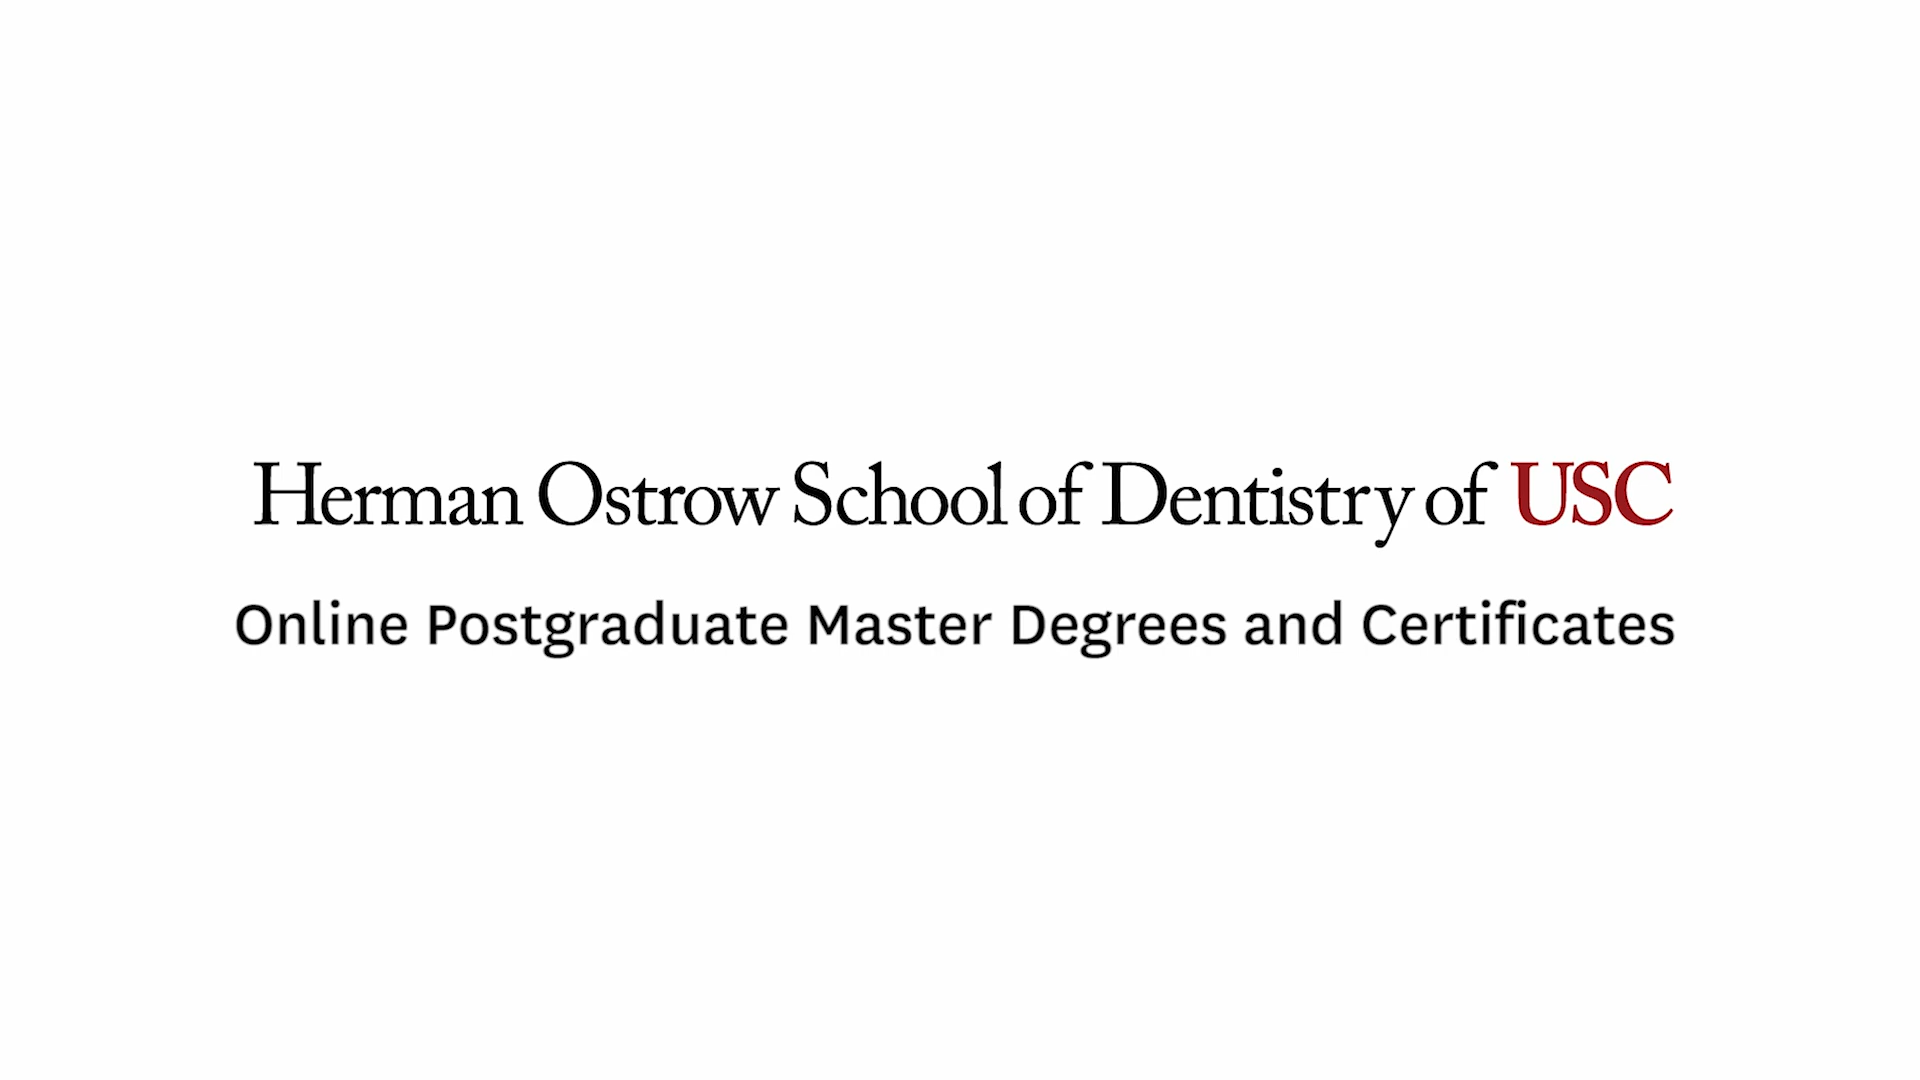 Herman Ostrow School of Dentistry of USC
Online Postgraduate Master Degrees and Certificates